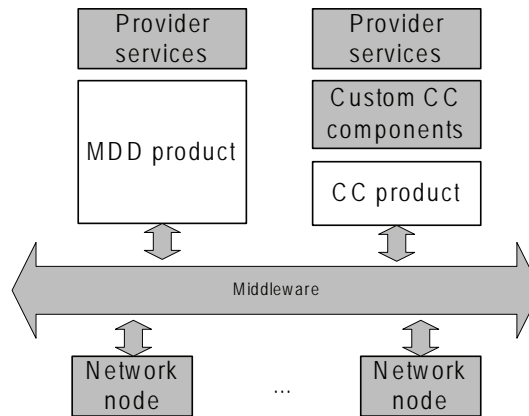 Provider
services
Provider
services
MDD product
Custom CC
components
CC product
Middleware
Network
node
...
Network
node